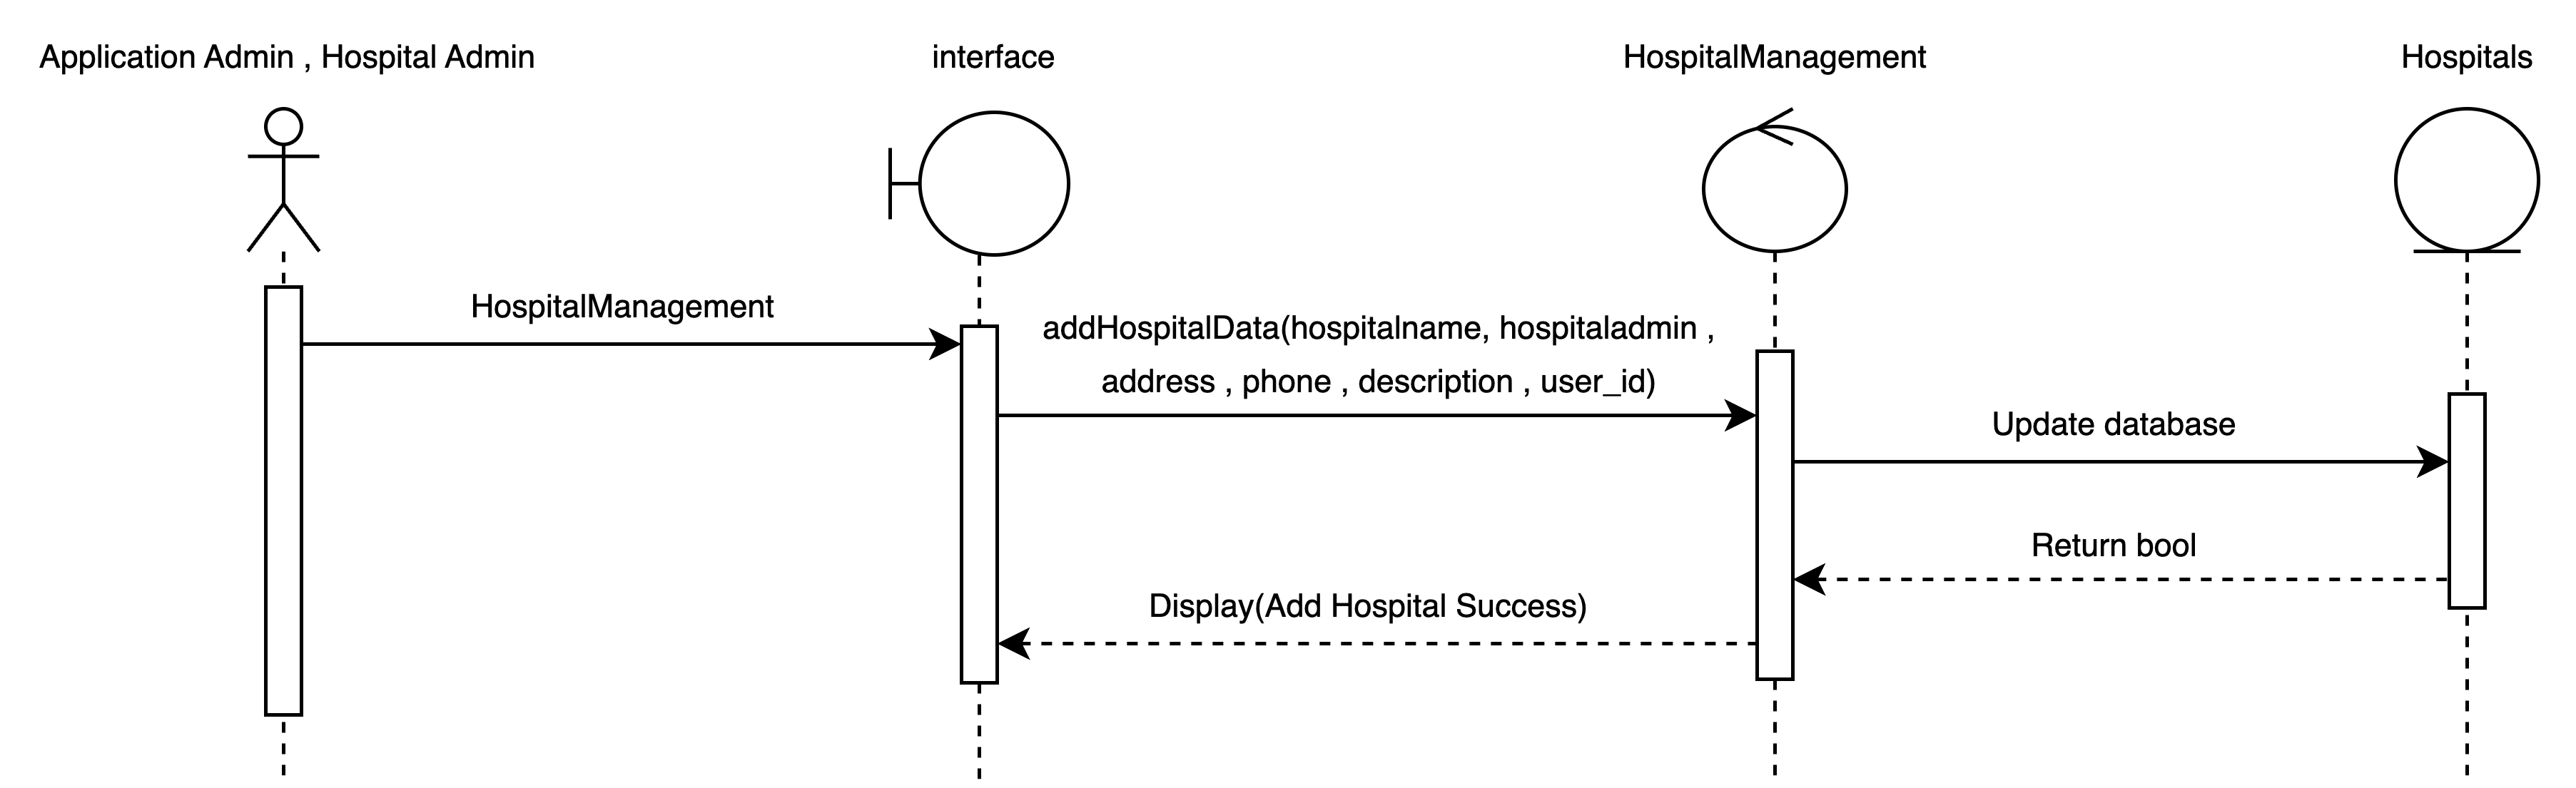 Application Admin , Hospital Admin
interface
HospitalManagement
Hospitals
HospitalManagement
addHospitalData(hospitalname, hospitaladmin ,
address , phone , description , user_id)
Update database
Return bool
Display(Add Hospital Success)